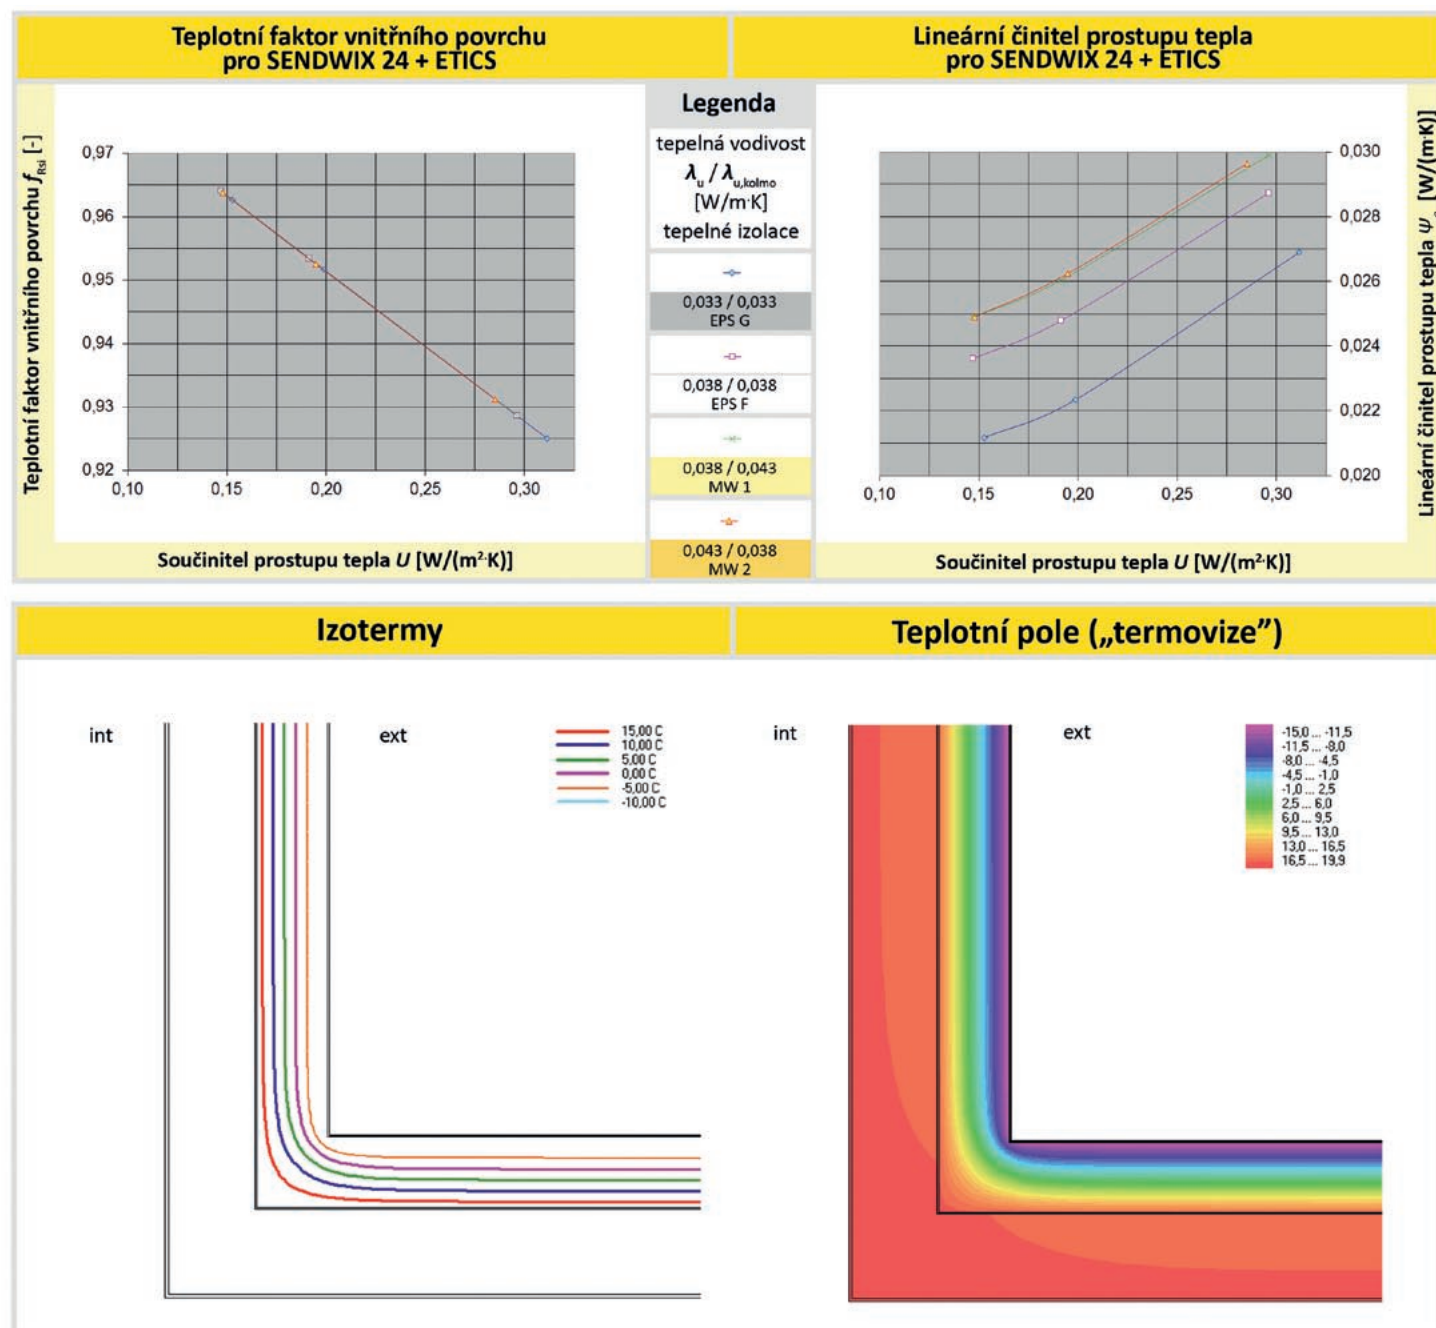 Teplotní faktor vnitřního povrchu
pro SENDWIX 24 + ETICS
Lineární činitel prostupu tepla
pro SENDWIX 24 + ETICS
Teplotní faktor vnitřního povrchu f_Rsi [-]
0,97
0,96
0,95
0,94
0,93
0,92
0,10
0,15
0,20
0,25
0,30
Součinitel prostupu tepla U [W/(m²·K)]
Legenda
tepelná vodivost
λ_u / λ_u,kolmo
[W/m·K]
tepelné izolace
0,033 / 0,033
EPS G
0,038 / 0,038
EPS F
0,038 / 0,043
MW 1
0,043 / 0,038
MW 2
0,030
0,028
0,026
0,024
0,022
0,020
0,10
0,15
0,20
0,25
0,30
Lineární činitel prostupu tepla Ψ [W/(m·K)]
Součinitel prostupu tepla U [W/(m²·K)]
Izotermy
Teplotní pole („termovize”)
int
ext
15,00 C
10,00 C
5,00 C
0,00 C
-5,00 C
-10,00 C
int
ext
-15,0 ... -11,5
-11,5 ... -8,0
-8,0 ... -4,5
-4,5 ... -1,0
-1,0 ... 2,5
2,5 ... 6,0
6,0 ... 9,5
9,5 ... 13,0
13,0 ... 16,5
16,5 ... 19,9